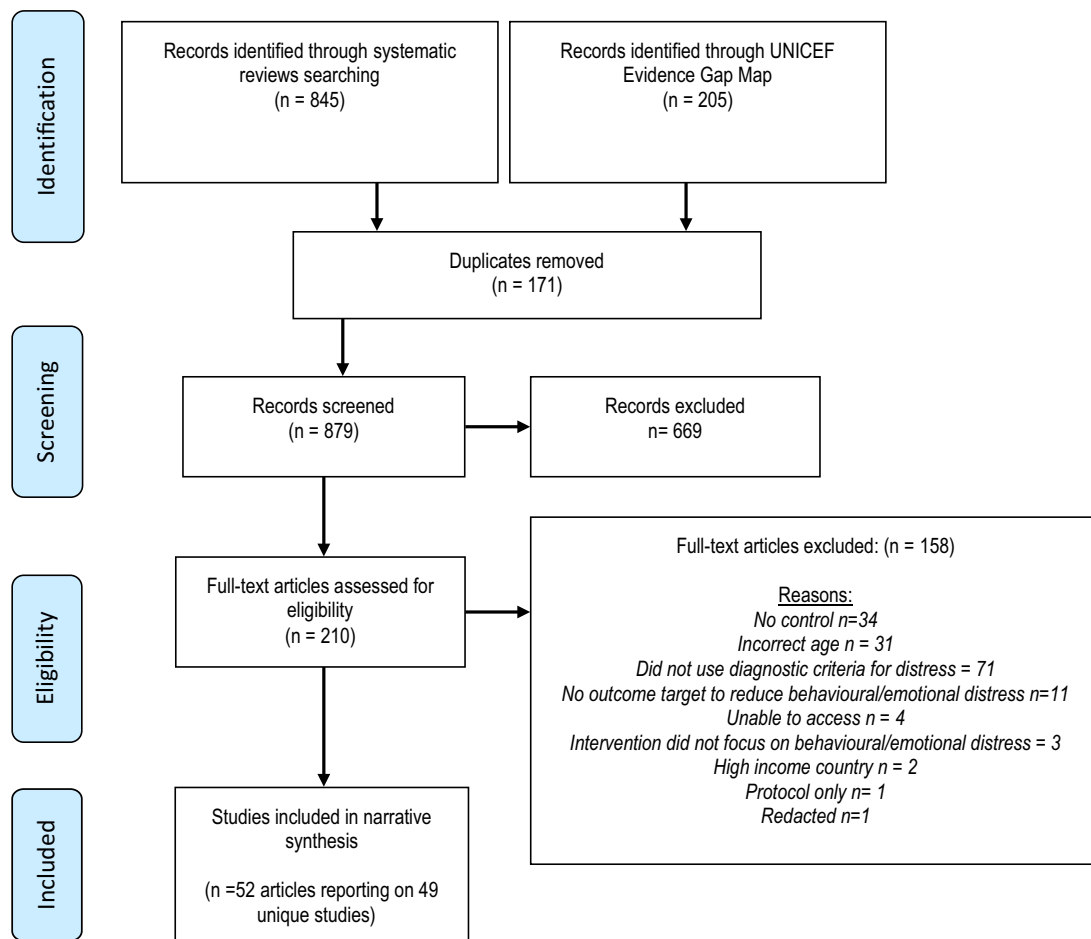 Identification
Records identified through systematic
reviews searching
(n = 845)
Records identified through UNICEF
Evidence Gap Map
(n = 205)
Duplicates removed
(n = 171)
Screening
Records screened
(n = 879)
Records excluded
n= 669
Eligibility
Full-text articles assessed for
eligibility
(n = 210)
Full-text articles excluded: (n = 158)
Reasons:
No control n=34
Incorrect age n = 31
Did not use diagnostic criteria for distress = 71
No outcome target to reduce behavioural/emotional distress n=11
Unable to access n = 4
Intervention did not focus on behavioural/emotional distress = 3
High income country n = 2
Protocol only n= 1
Redacted n=1
Included
Studies included in narrative
synthesis
(n =52 articles reporting on 49
unique studies)